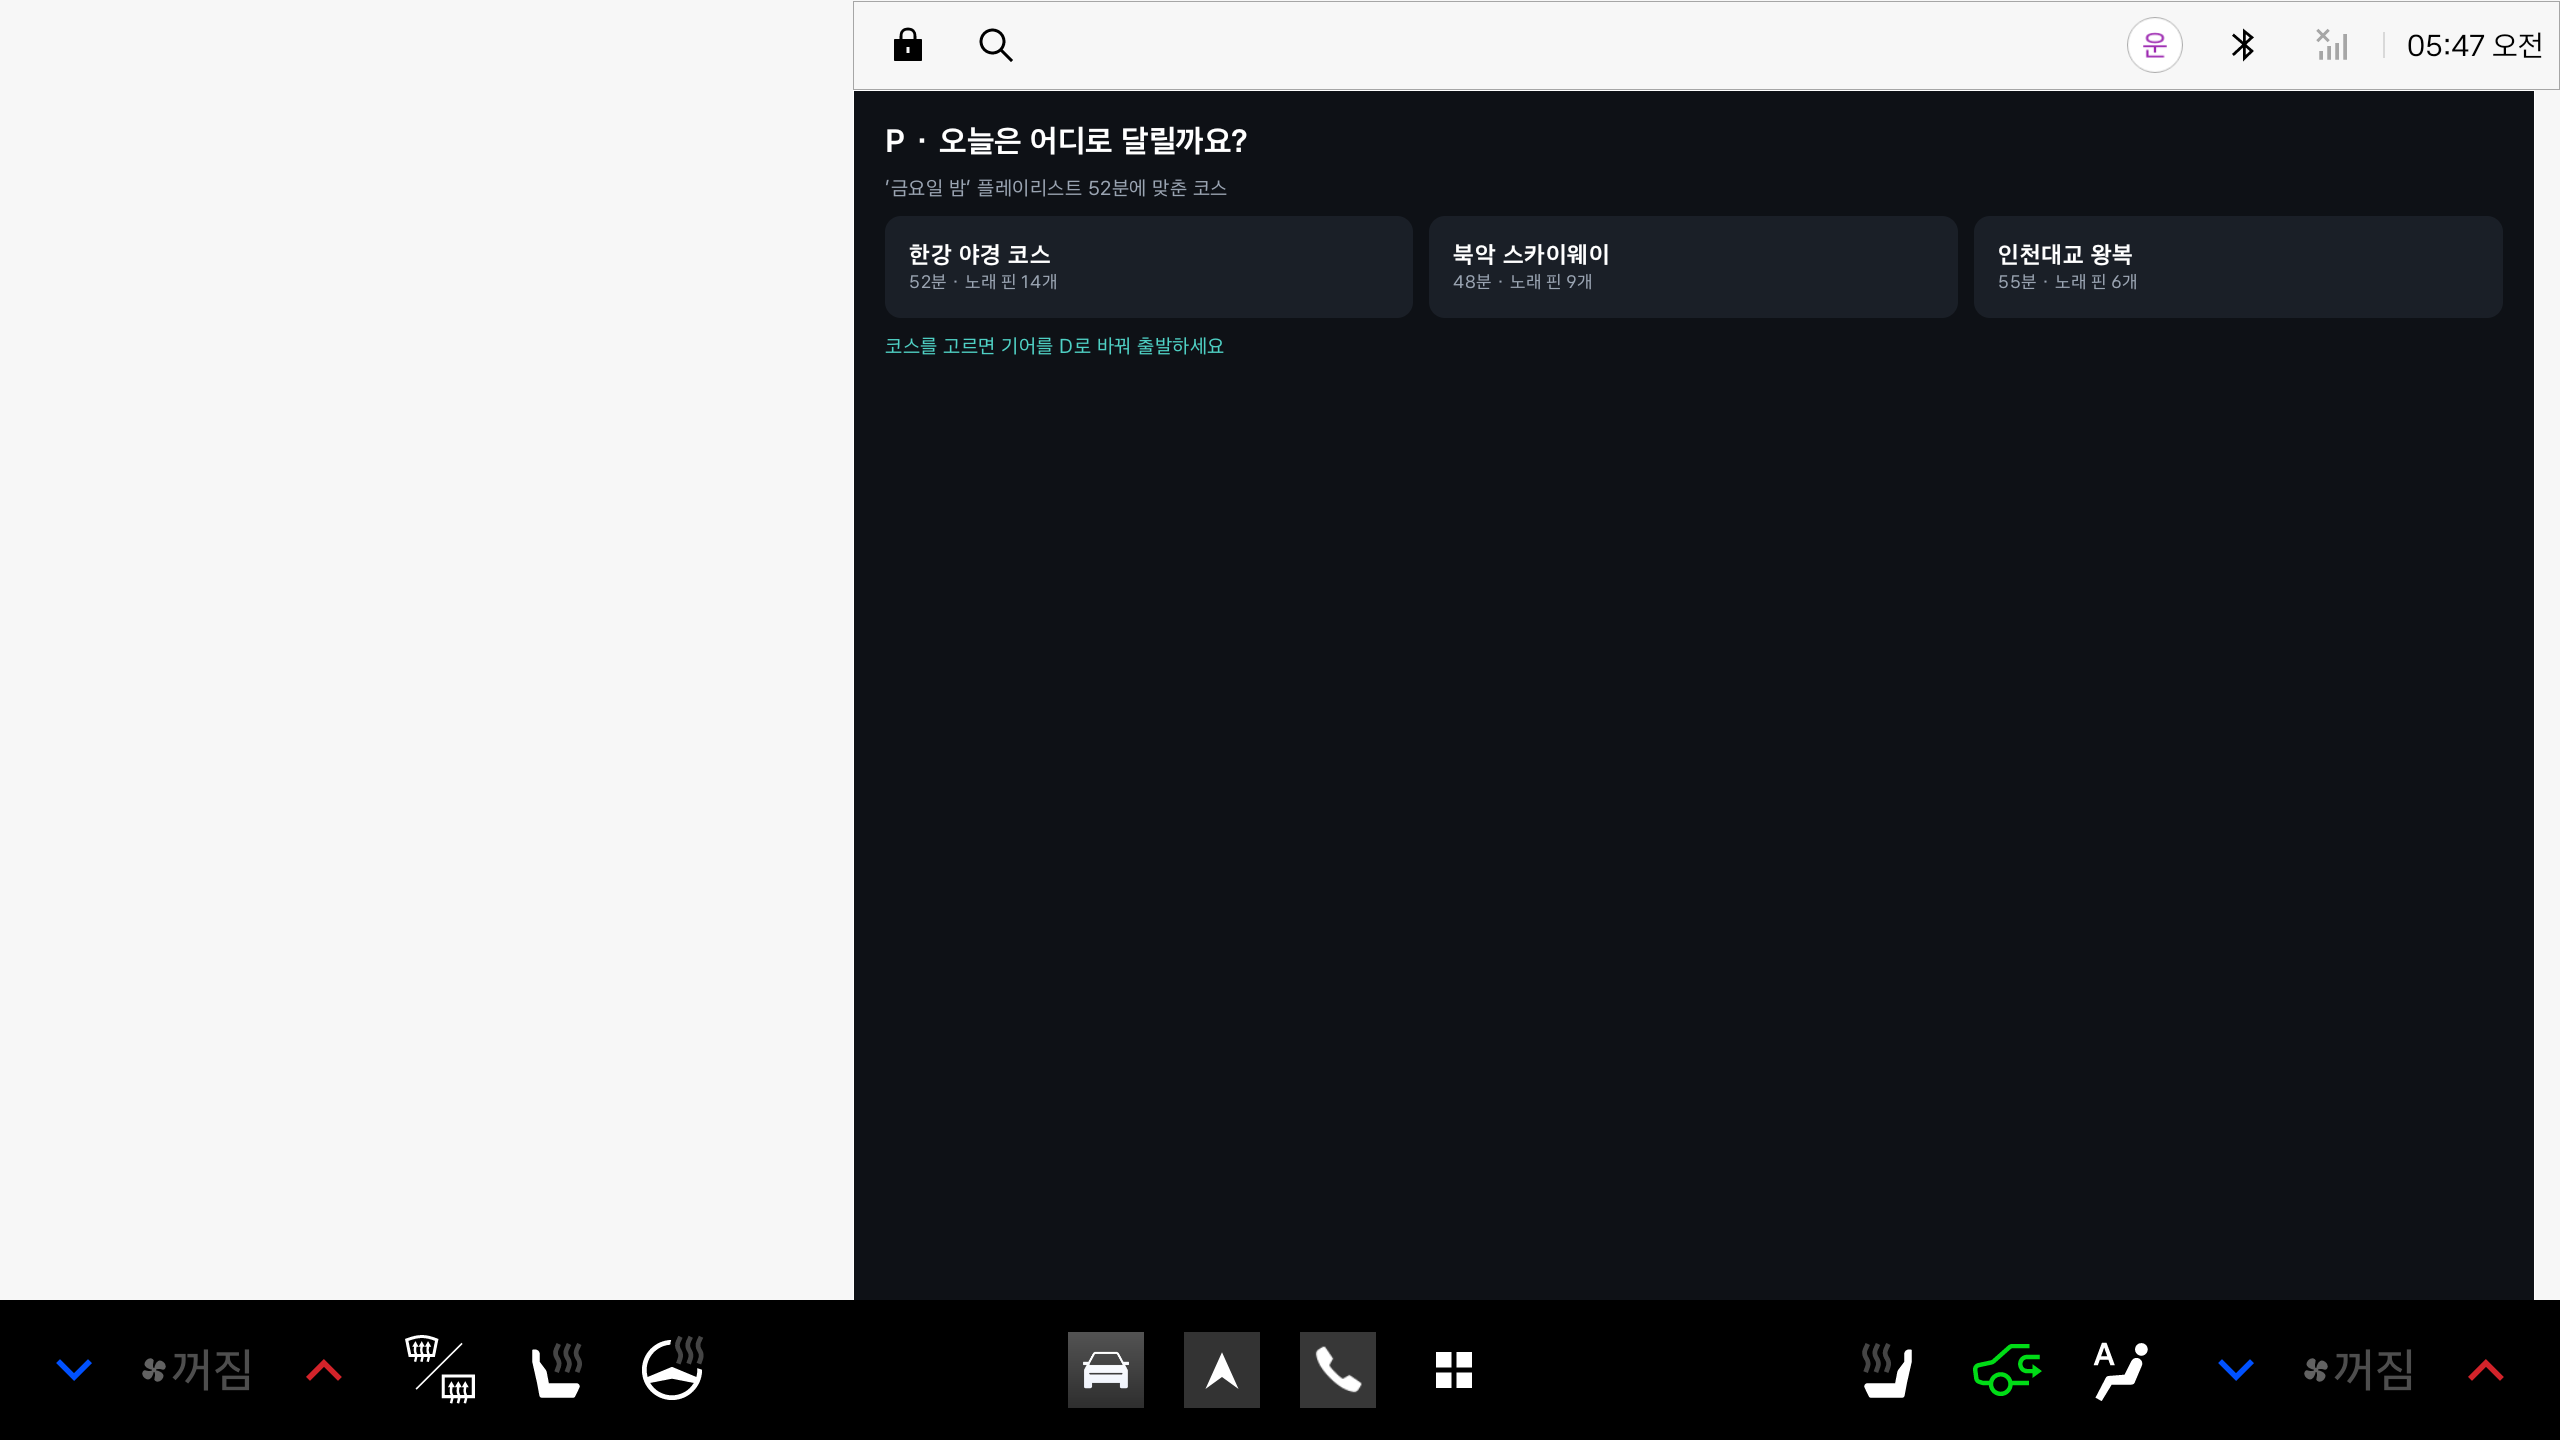 운 05:47 오전
P · 오늘은 어디로 달릴까요?
'금요일 밤' 플레이리스트 52분에 맞춘 코스
한강 야경 코스
52분 · 노래 핀 14개
북악 스카이웨이
48분 · 노래 핀 9개
인천대교 왕복
55분 · 노래 핀 6개
코스를 고르면 기어를 D로 바꿔 출발하세요
꺼짐 A 꺼짐